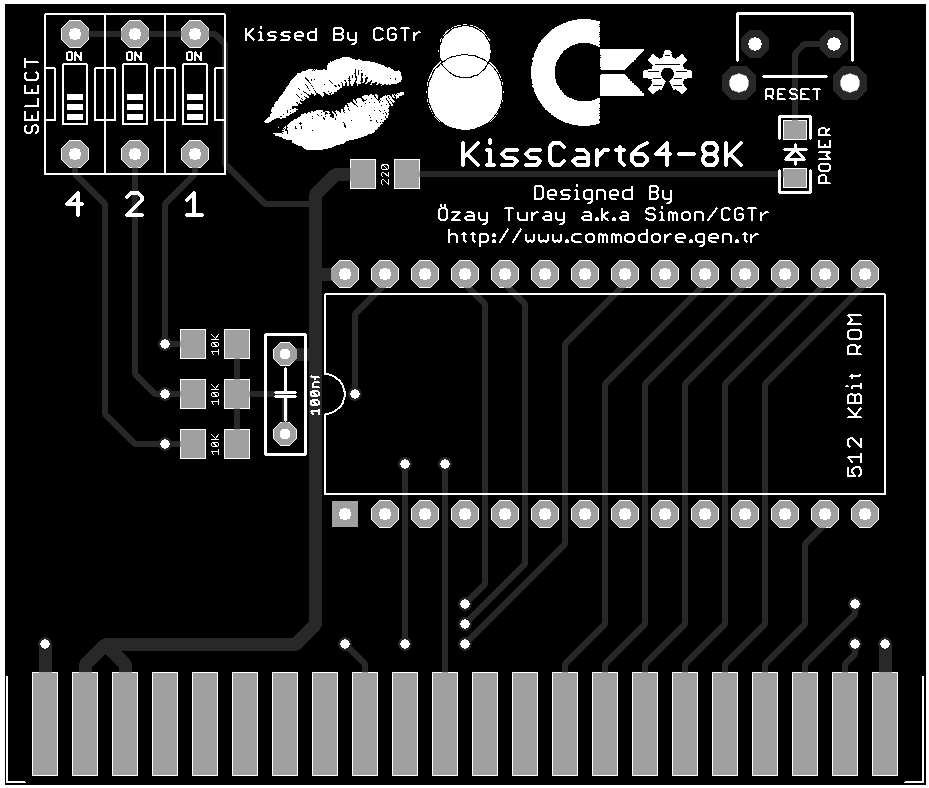 Kissed By CGTr
ON ON ON
SELECT
RESET
POWER
KissCart64-8K
220
4 2 1
Designed By
Özay Turay a.k.a Simon/CGTr
http://www.commodore.gen.tr
10K
10K
10K
100nf
512 KBit ROM